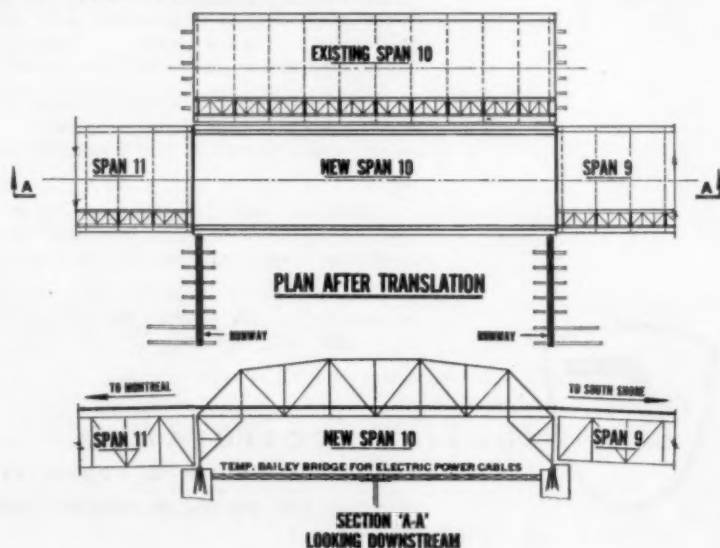 EXISTING SPAN 10
SPAN 11
NEW SPAN 10
SPAN 9
A
A
PLAN AFTER TRANSLATION
RUNWAY
RUNWAY
TO MONTREAL
TO SOUTH SHORE
SPAN 11
NEW SPAN 10
SPAN 9
TEMP. BAILEY BRIDGE FOR ELECTRIC POWER CABLES
SECTION 'A-A'
LOOKING DOWNSTREAM